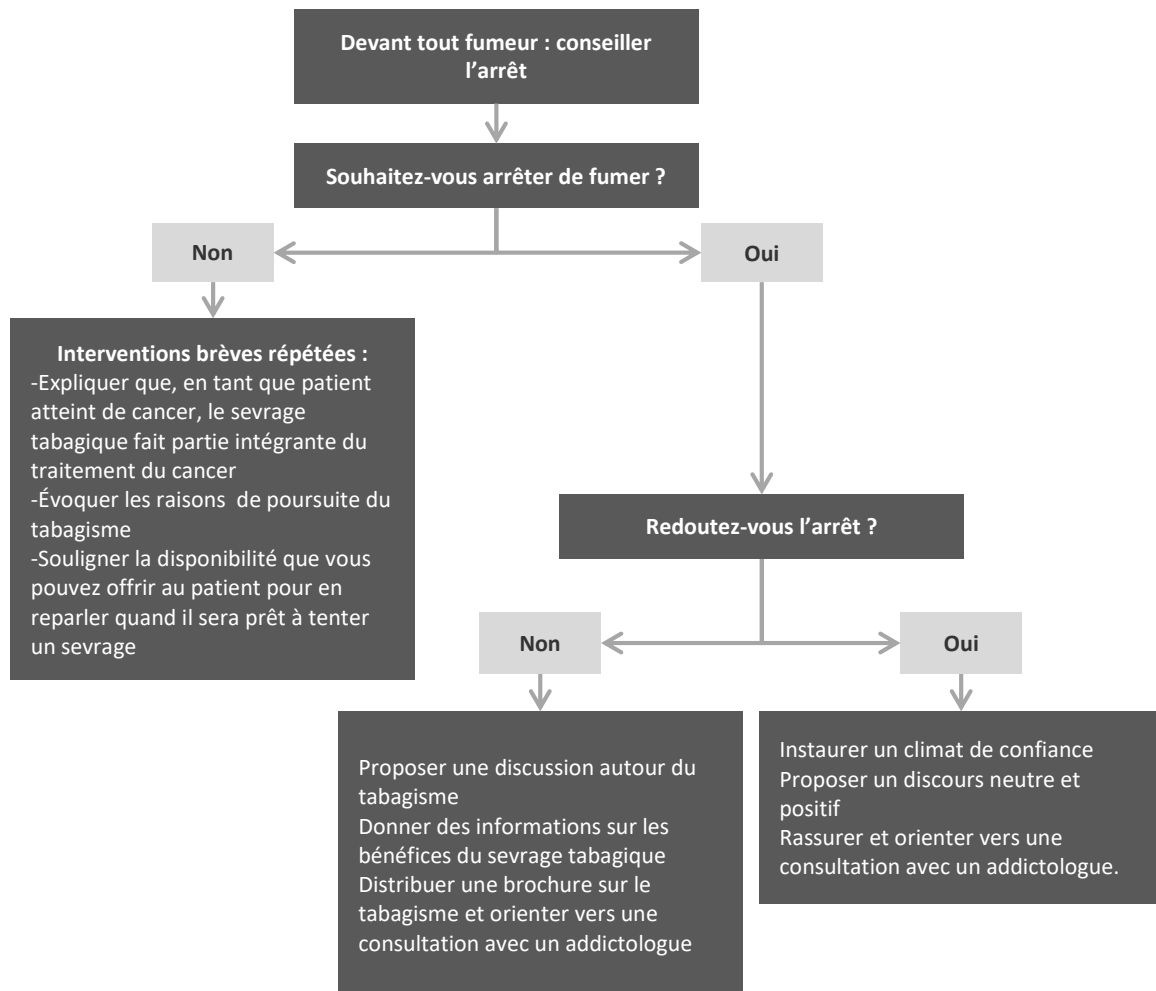 Devant tout fumeur : conseiller
l’arrêt
Souhaitez-vous arrêter de fumer ?
Non
Oui
Interventions brèves répétées :
-Expliquer que, en tant que patient
atteint de cancer, le sevrage
tabagique fait partie intégrante du
traitement du cancer
-Évoquer les raisons  de poursuite du
tabagisme
-Souligner la disponibilité que vous
pouvez offrir au patient pour en
reparler quand il sera prêt à tenter
un sevrage
Redoutez-vous l’arrêt ?
Non
Oui
Proposer une discussion autour du
tabagisme
Donner des informations sur les
bénéfices du sevrage tabagique
Distribuer une brochure sur le
tabagisme et orienter vers une
consultation avec un addictologue
Instaurer un climat de confiance
Proposer un discours neutre et
positif
Rassurer et orienter vers une
consultation avec un addictologue.